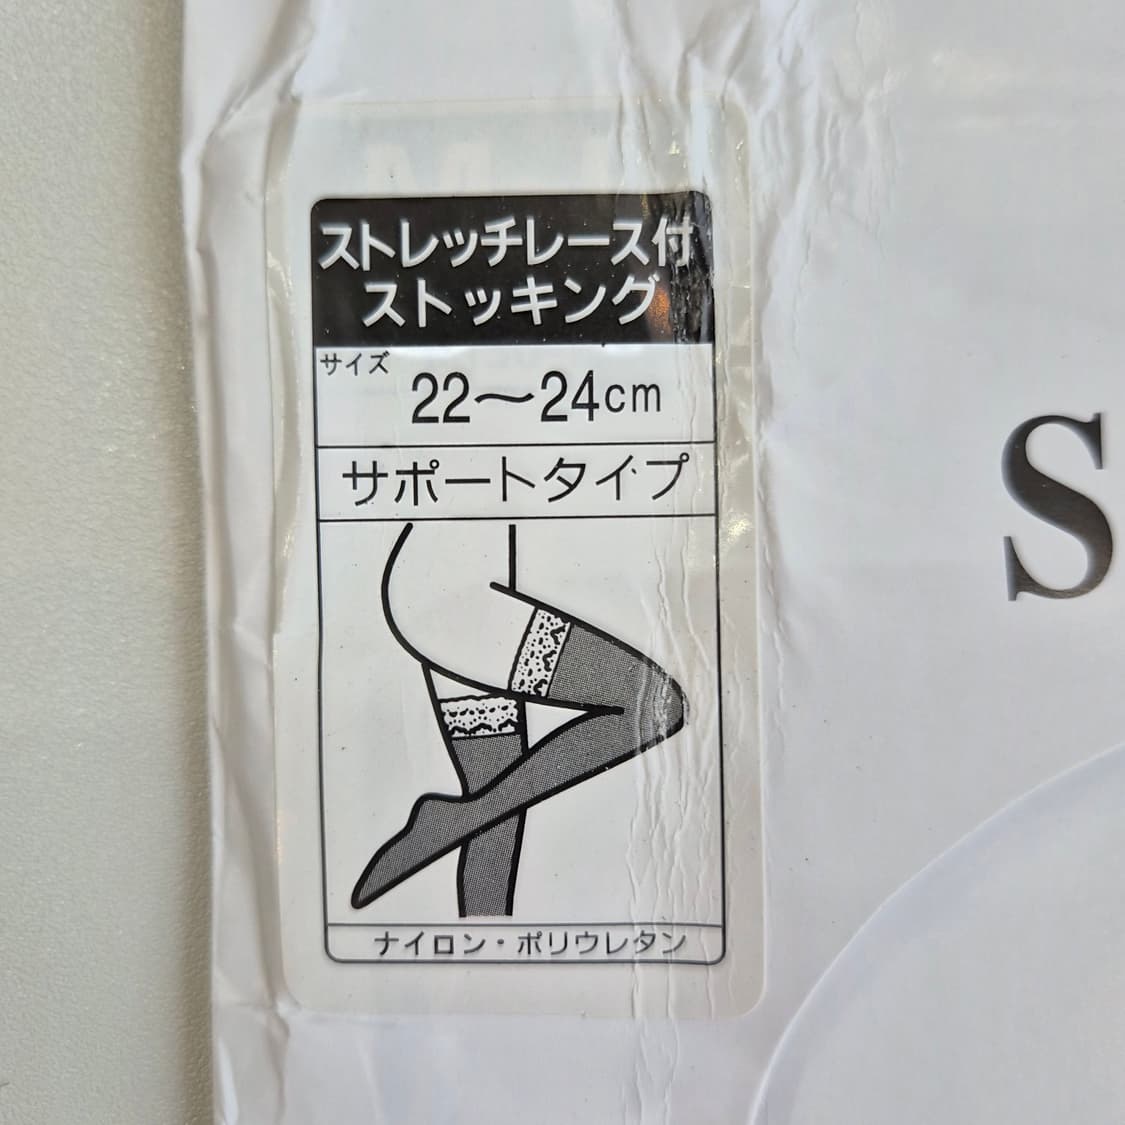 ストレッチレース付
ストッキング
サイズ
22〜24cm
サポートタイプ
ナイロン・ポリウレタン
S